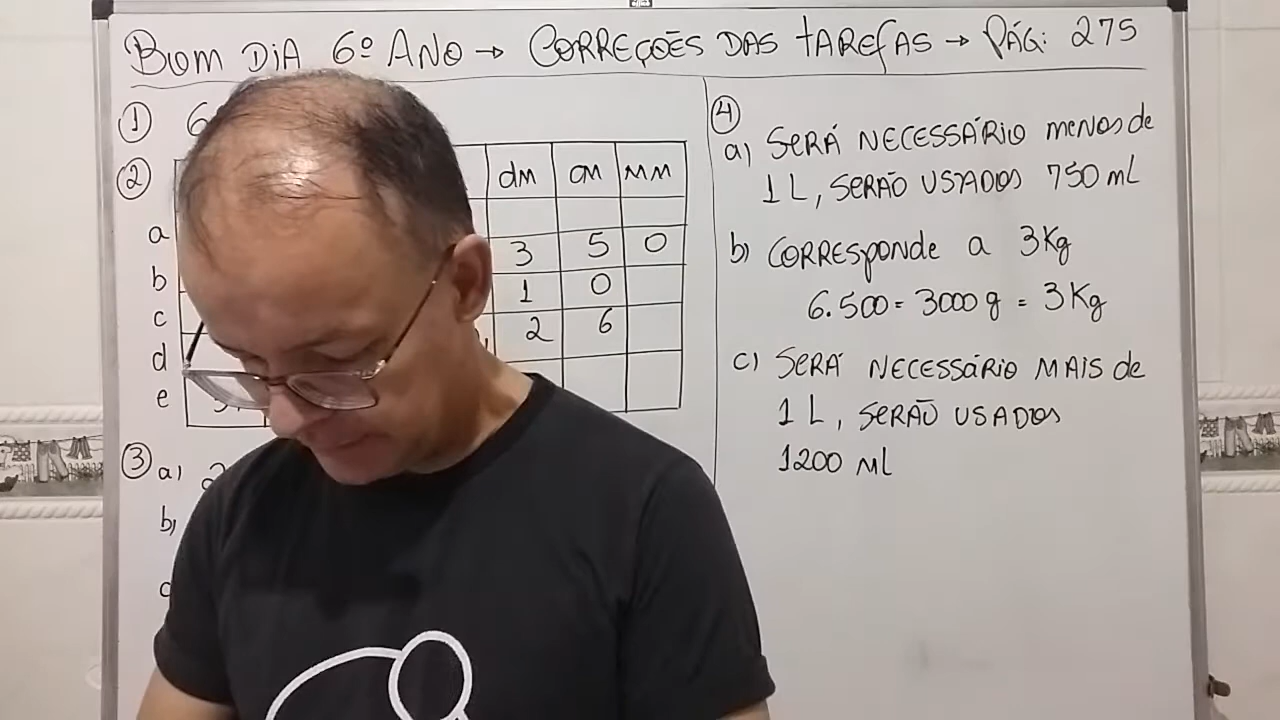 BOM DIA 6º ANO → CORREÇÕES DAS TAREFAS → PÁG: 275
① 6
②
dm cm mm
a 3 5 0
b 1 0
c , 2 6
d
e
③ a) 2
b)
④
a) SERÁ NECESSÁRIO MENOS de
1 L, SERÃO USADOS 750 ml
b) CORRESponde a 3 Kg
6.500 = 3000 g = 3 Kg
c) SERÁ NECESSÁRIO MAIS de
1 L, SERÃO USADOS
1200 ml